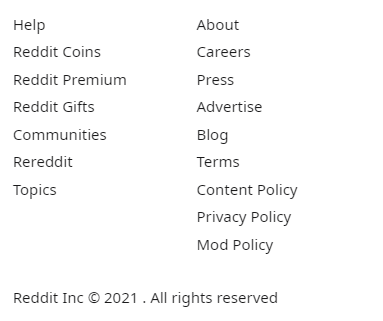 Help
Reddit Coins
Reddit Premium
Reddit Gifts
Communities
Rereddit
Topics
About
Careers
Press
Advertise
Blog
Terms
Content Policy
Privacy Policy
Mod Policy
Reddit Inc © 2021 . All rights reserved